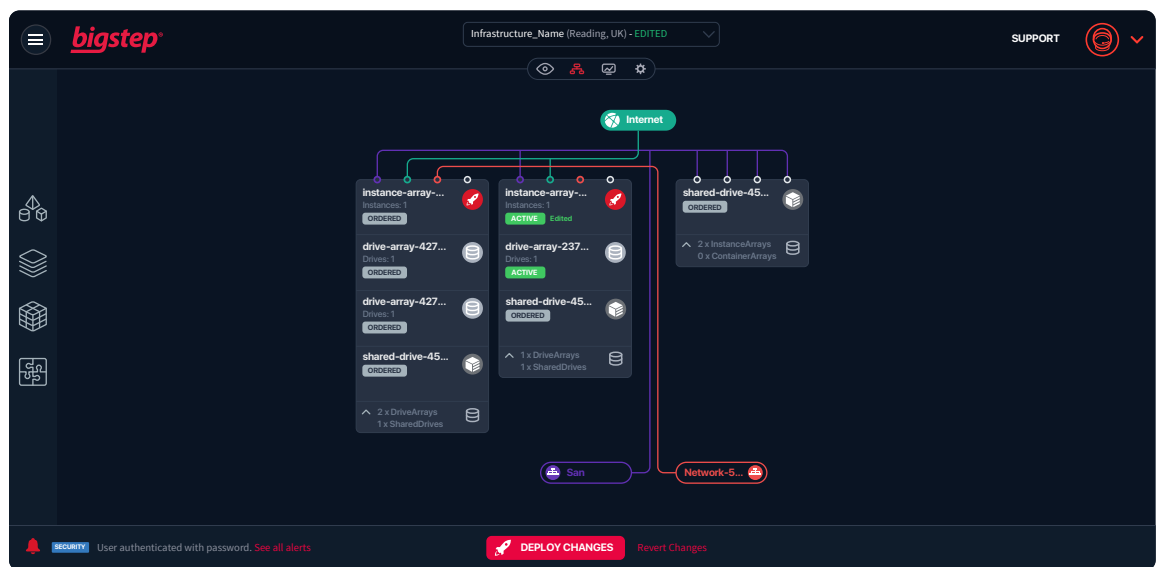 bigstep
Infrastructure_Name (Reading, UK) - EDITED
SUPPORT
Internet
instance-array-...
Instances: 1
ORDERED
drive-array-427...
Drives: 1
ORDERED
drive-array-427...
Drives: 1
ORDERED
shared-drive-45...
ORDERED
2 x DriveArrays
1 x SharedDrives
instance-array-...
Instances: 1
ACTIVE Edited
drive-array-237...
Drives: 1
ACTIVE
shared-drive-45...
ORDERED
1 x DriveArrays
1 x SharedDrives
shared-drive-45...
ORDERED
2 x InstanceArrays
0 x ContainerArrays
San
Network-5...
SECURITY User authenticated with password. See all alerts
DEPLOY CHANGES
Revert Changes